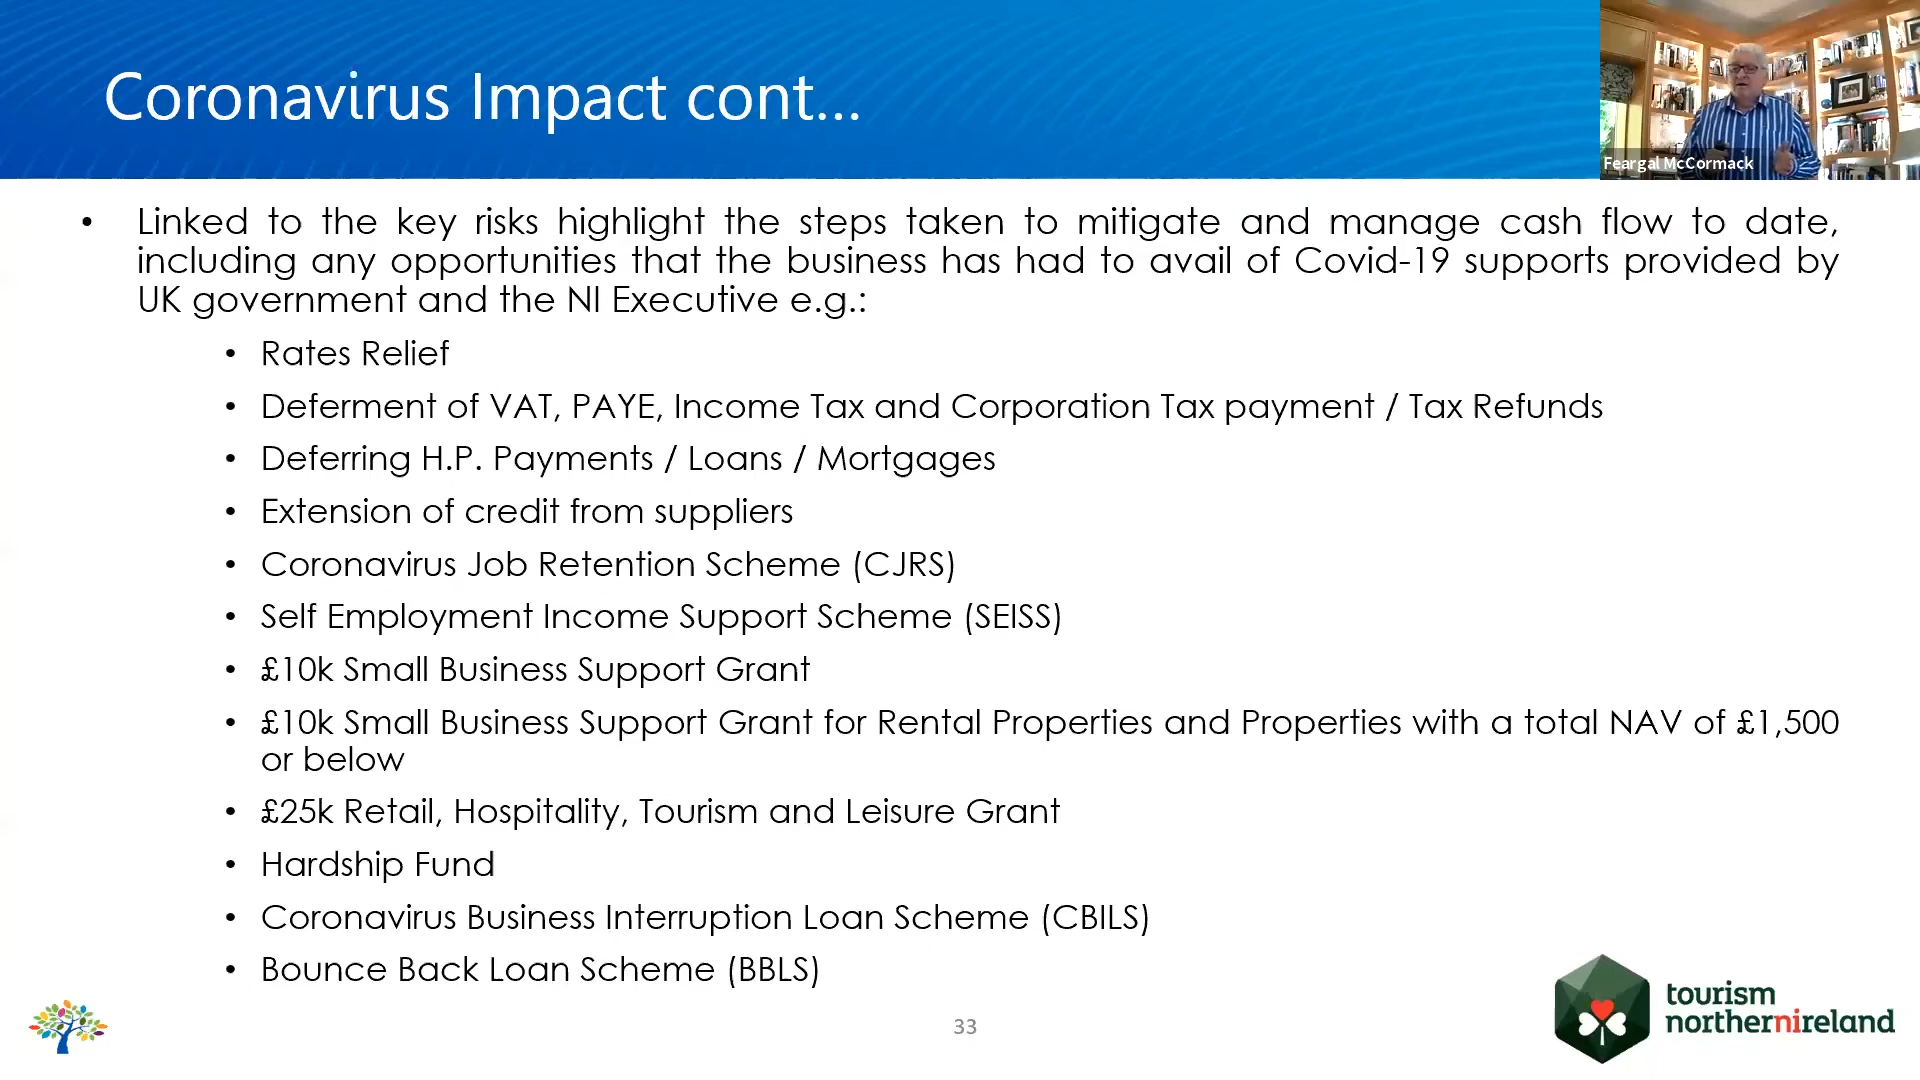 Coronavirus Impact cont...
Feargal McCormack
• Linked to the key risks highlight the steps taken to mitigate and manage cash flow to date,
including any opportunities that the business has had to avail of Covid-19 supports provided by
UK government and the NI Executive e.g.:
• Rates Relief
• Deferment of VAT, PAYE, Income Tax and Corporation Tax payment / Tax Refunds
• Deferring H.P. Payments / Loans / Mortgages
• Extension of credit from suppliers
• Coronavirus Job Retention Scheme (CJRS)
• Self Employment Income Support Scheme (SEISS)
• £10k Small Business Support Grant
• £10k Small Business Support Grant for Rental Properties and Properties with a total NAV of £1,500
or below
• £25k Retail, Hospitality, Tourism and Leisure Grant
• Hardship Fund
• Coronavirus Business Interruption Loan Scheme (CBILS)
• Bounce Back Loan Scheme (BBLS)
33
tourism
northernireland